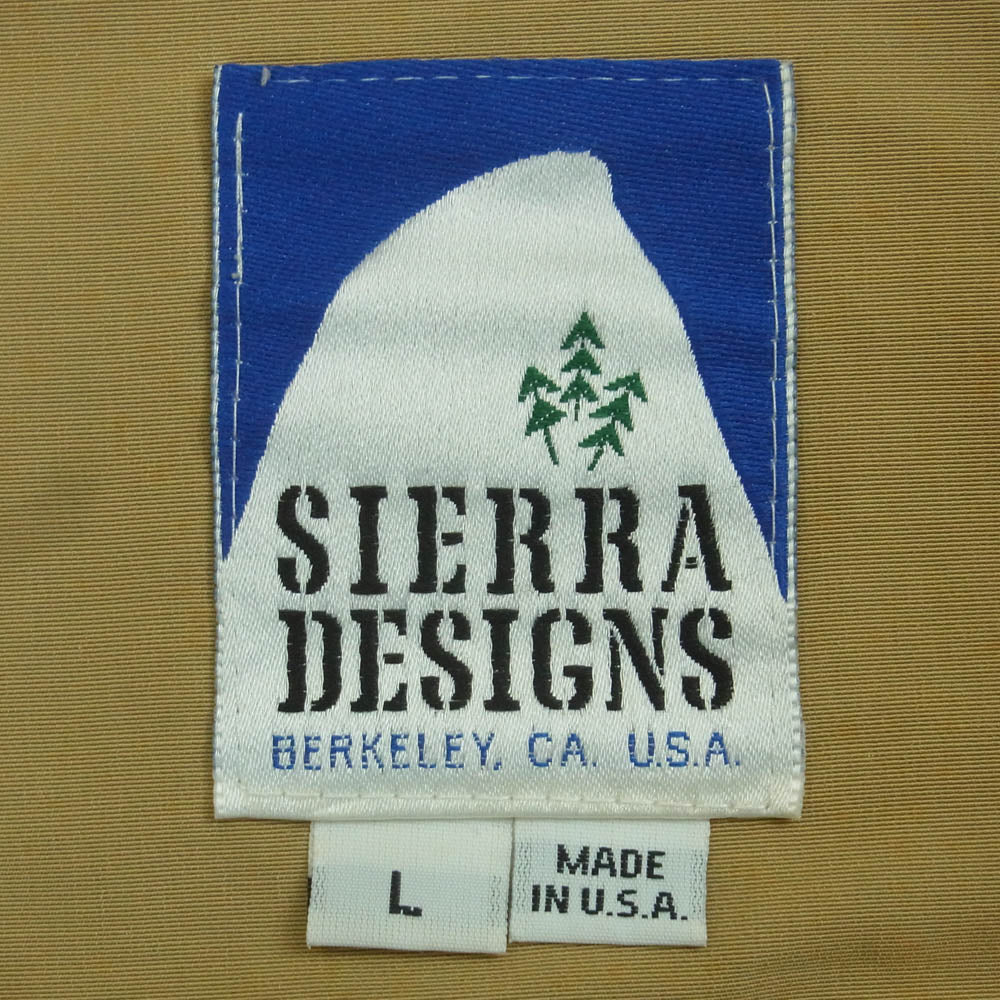 SIERRA
DESIGNS
BERKELEY, CA. U.S.A.
L
MADE
IN U.S.A.